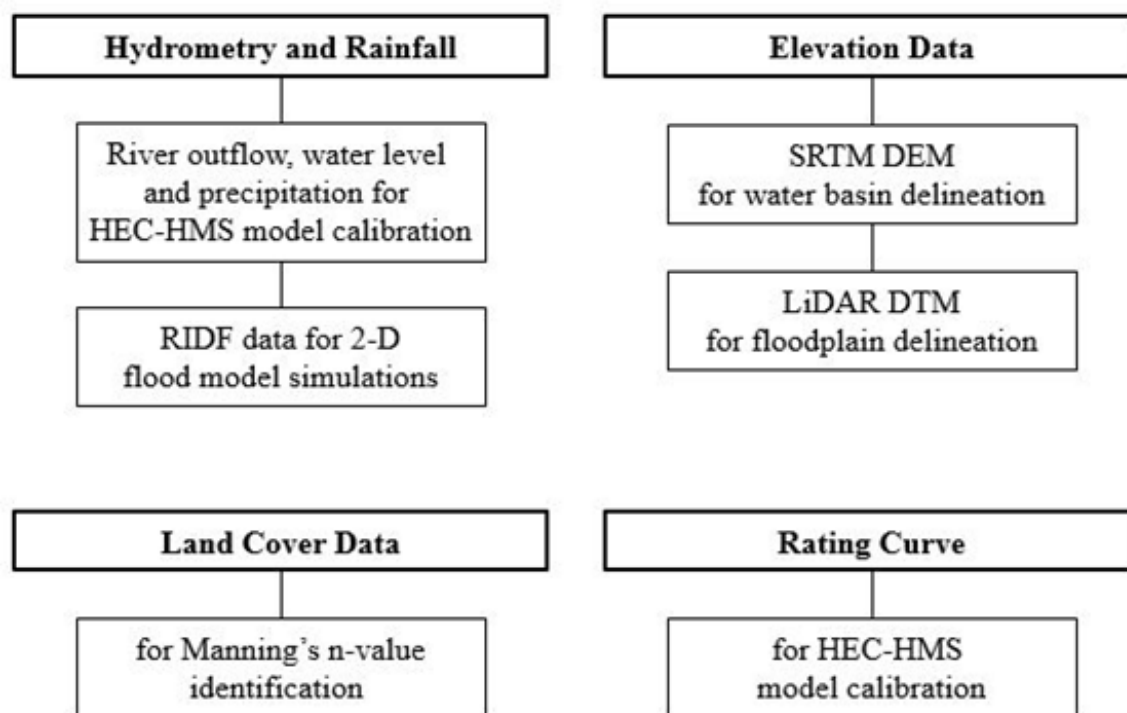 Hydrometry and Rainfall
River outflow, water level
and precipitation for
HEC-HMS model calibration
RIDF data for 2-D
flood model simulations
Elevation Data
SRTM DEM
for water basin delineation
LiDAR DTM
for floodplain delineation
Land Cover Data
for Manning’s n-value
identification
Rating Curve
for HEC-HMS
model calibration